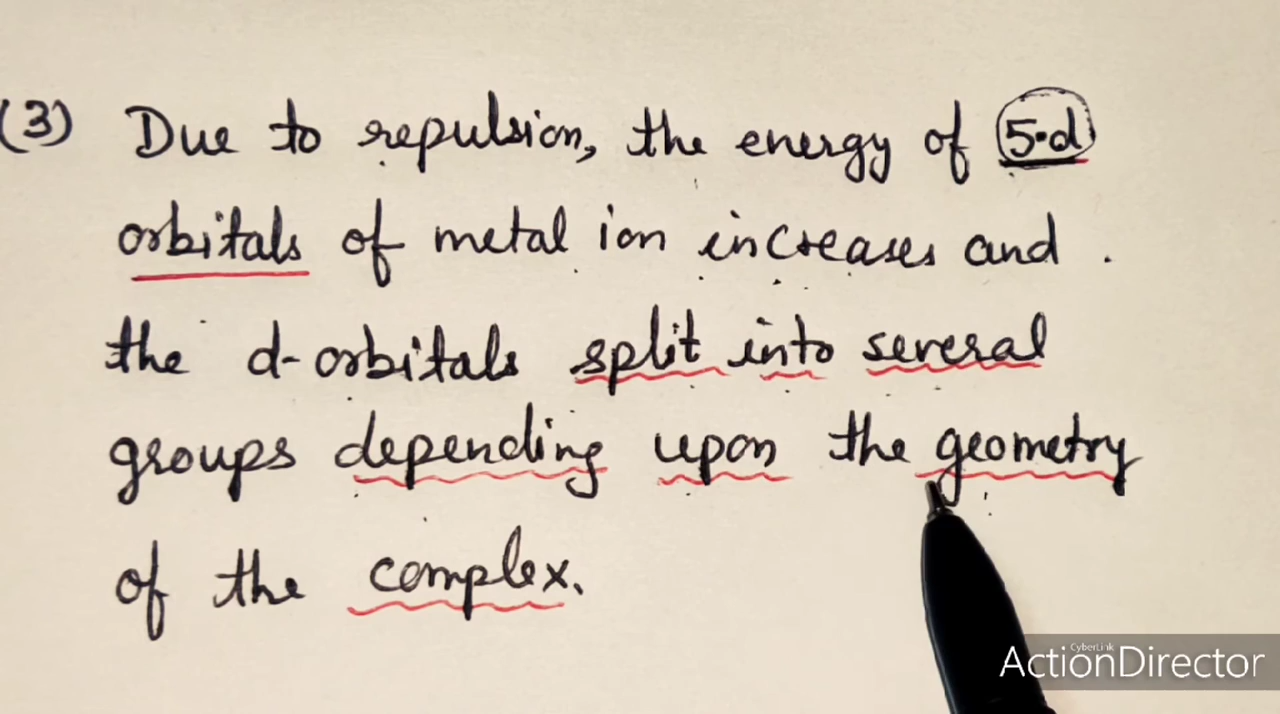 (3) Due to repulsion, the energy of 5-d
orbitals of metal ion increases and
the d-orbitals split into several
groups depending upon the geometry
of the complex.
CyberLink
ActionDirector